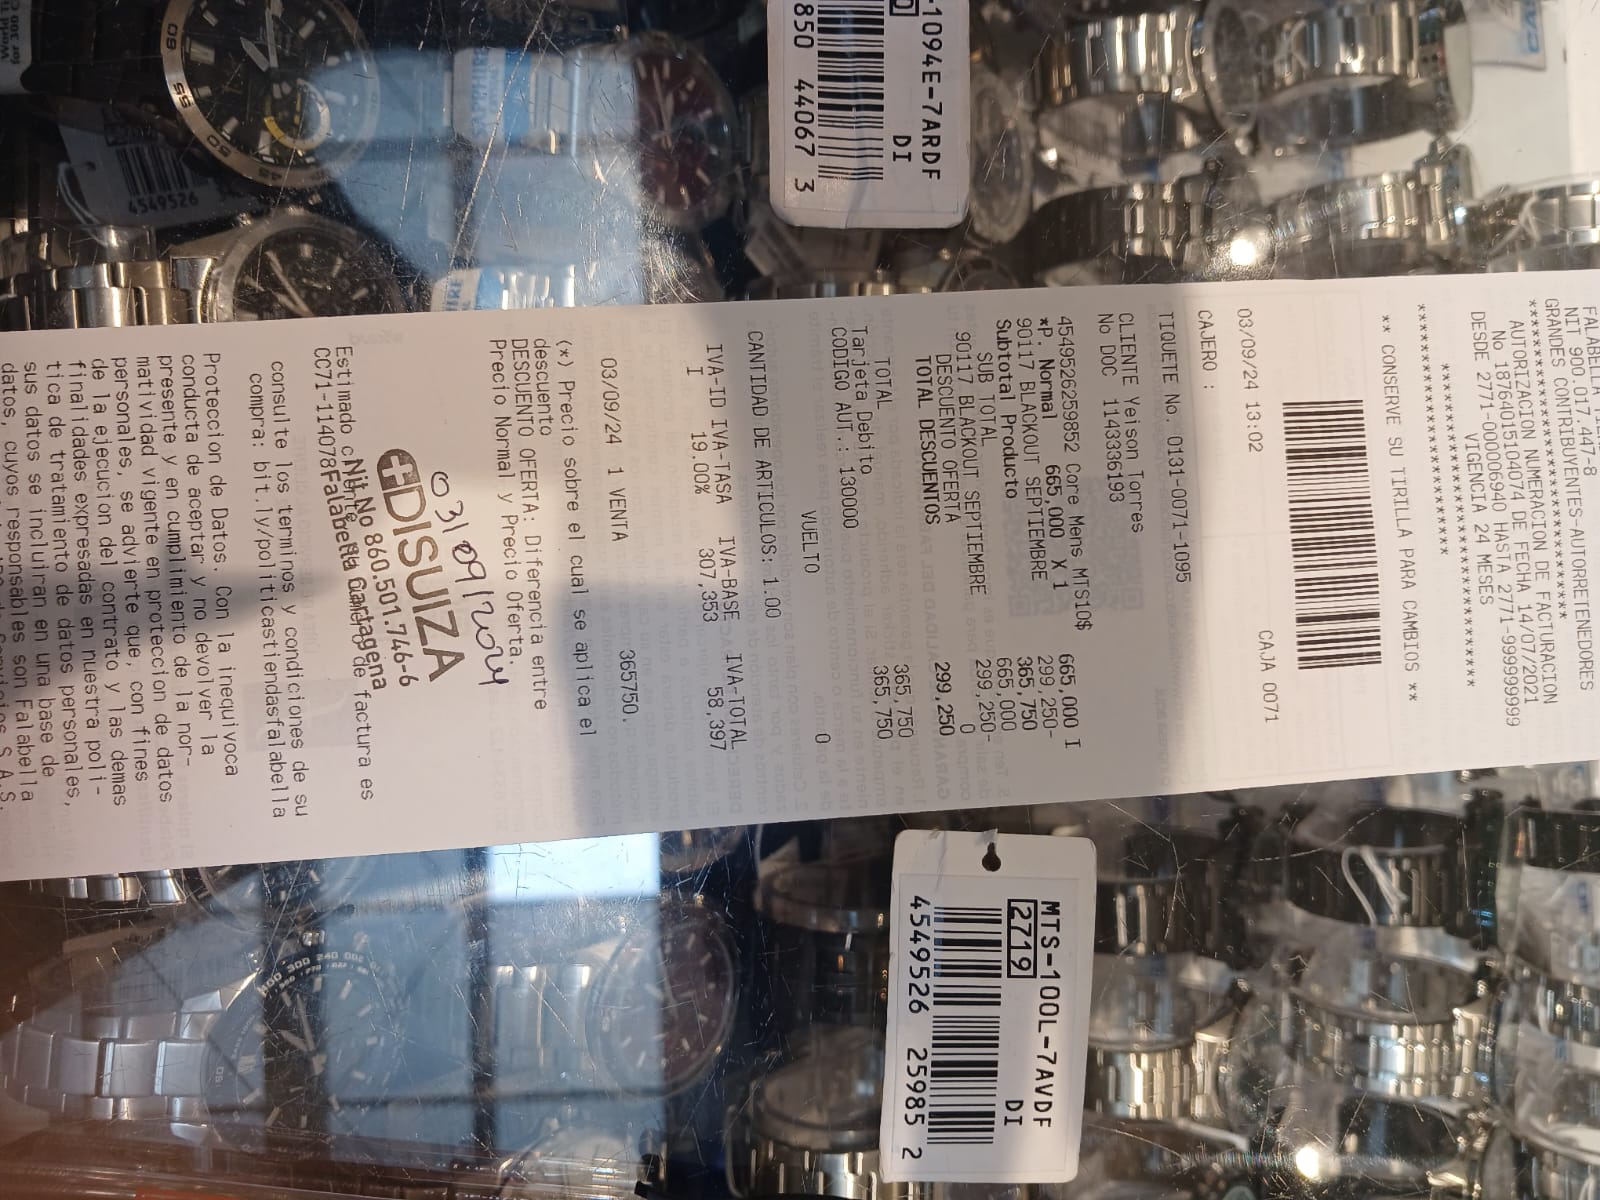 FALABELLA
NIT 900.017.447-8
GRANDES CONTRIBUYENTES-AUTORRETENEDORES
***********************************
AUTORIZACION NUMERACION DE FACTURACION
No 18764015104074 DE FECHA 14/07/2021
DESDE 2771-000006940 HASTA 2771-999999999
VIGENCIA 24 MESES
** CONSERVE SU TIRILLA PARA CAMBIOS **
03/09/24 13:02
CAJERO : CAJA 0071
TIQUETE No. 0131-0071-1095
CLIENTE Yeison Torres
No DOC 1143336193
4549526259852 Core Mens MTS10$ 665,000 I
*P. Normal 665,000 X 1
90117 BLACKOUT SEPTIEMBRE 299,250-
Subtotal Producto 365,750
SUB TOTAL 665,000
90117 BLACKOUT SEPTIEMBRE 299,250-
DESCUENTO OFERTA 0
TOTAL DESCUENTOS 299,250
TOTAL 365,750
Tarjeta Debito 365,750
CODIGO AUT.: 130000
VUELTO 0
CANTIDAD DE ARTICULOS: 1.00
IVA-ID IVA-TASA IVA-BASE IVA-TOTAL
I 19.00% 307,353 58,397
03/09/24 1 VENTA 365750.
(*) Precio sobre el cual se aplica el
descuento
DESCUENTO OFERTA: Diferencia entre
Precio Normal y Precio Oferta.
03/09/2024
DISUIZA
Nit. No 860.501.746-6
Falabella Cartagena
Estimado de factura es
CC71-114078
consulte los terminos y condiciones de su
compra: bit.ly/politicastiendasfalabella
Proteccion de Datos. Con la inequivoca
conducta de aceptar y no devolver la
presente y en cumplimiento de la nor-
matividad vigente en proteccion de datos
personales, se advierte que, con fines
de la ejecucion del contrato y las demas
finalidades expresadas en nuestra poli-
tica de tratamiento de datos personales,
sus datos se incluiran en una base de
datos, cuyos responsables son Falabella
S.A.S.
-1094E-7ARDF
DI
850 44067 3
MTS-100L-7AVDF
2719 DI
4549526 25985 2
4549526